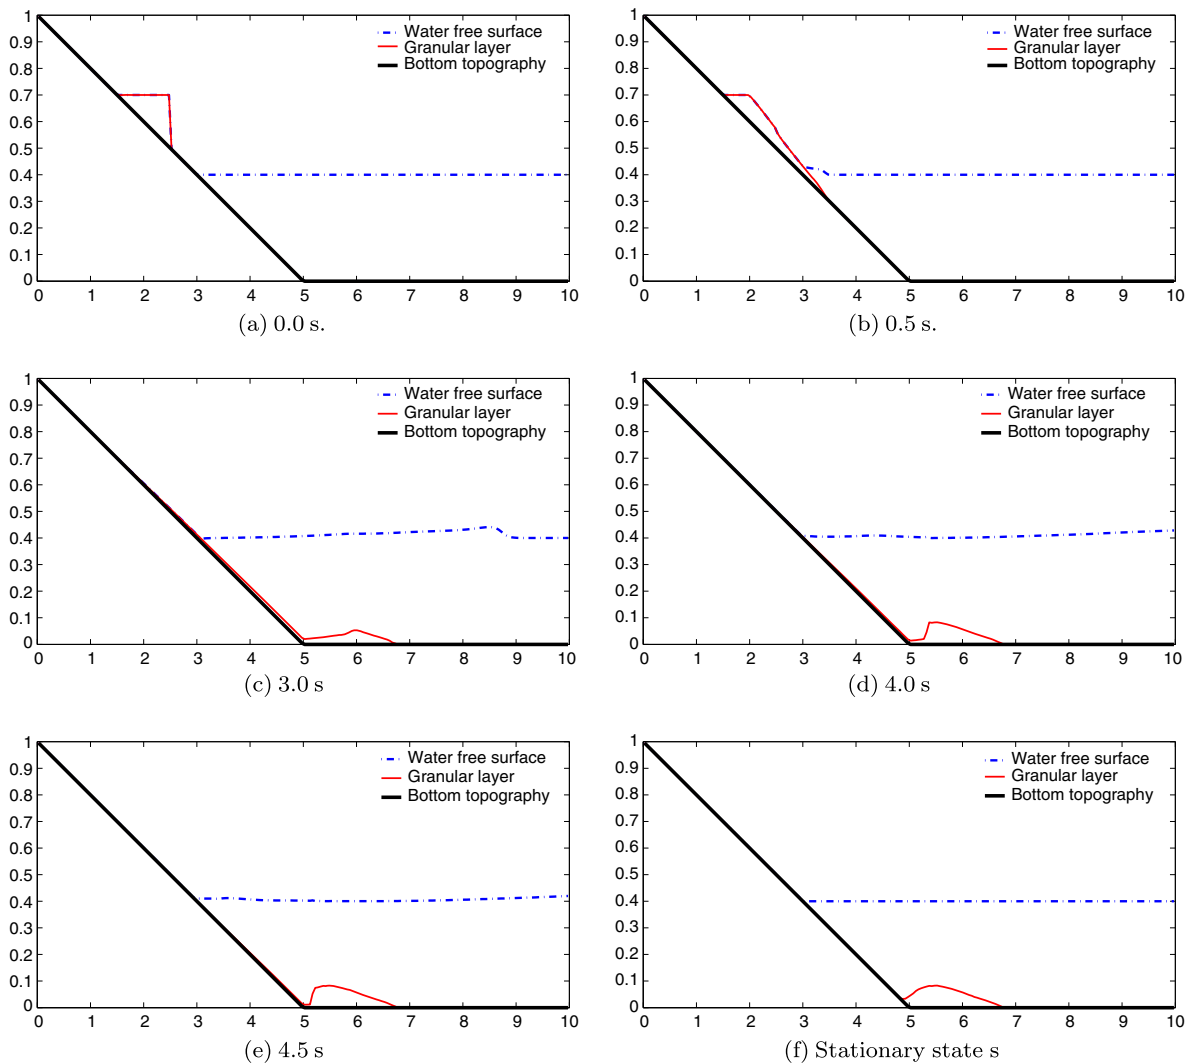 1
0.9
0.8
0.7
0.6
0.5
0.4
0.3
0.2
0.1
0
0 1 2 3 4 5 6 7 8 9 10
Water free surface
Granular layer
Bottom topography
(a) 0.0 s.
1
0.9
0.8
0.7
0.6
0.5
0.4
0.3
0.2
0.1
0
0 1 2 3 4 5 6 7 8 9 10
Water free surface
Granular layer
Bottom topography
(b) 0.5 s.
1
0.9
0.8
0.7
0.6
0.5
0.4
0.3
0.2
0.1
0
0 1 2 3 4 5 6 7 8 9 10
Water free surface
Granular layer
Bottom topography
(c) 3.0 s
1
0.9
0.8
0.7
0.6
0.5
0.4
0.3
0.2
0.1
0
0 1 2 3 4 5 6 7 8 9 10
Water free surface
Granular layer
Bottom topography
(d) 4.0 s
1
0.9
0.8
0.7
0.6
0.5
0.4
0.3
0.2
0.1
0
0 1 2 3 4 5 6 7 8 9 10
Water free surface
Granular layer
Bottom topography
(e) 4.5 s
1
0.9
0.8
0.7
0.6
0.5
0.4
0.3
0.2
0.1
0
0 1 2 3 4 5 6 7 8 9 10
Water free surface
Granular layer
Bottom topography
(f) Stationary state s